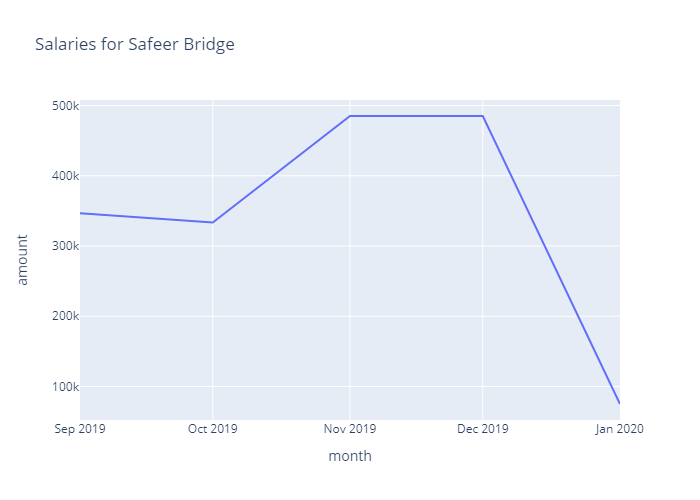 Salaries for Safeer Bridge
500k
400k
300k
200k
100k
amount
Sep 2019 Oct 2019 Nov 2019 Dec 2019 Jan 2020
month